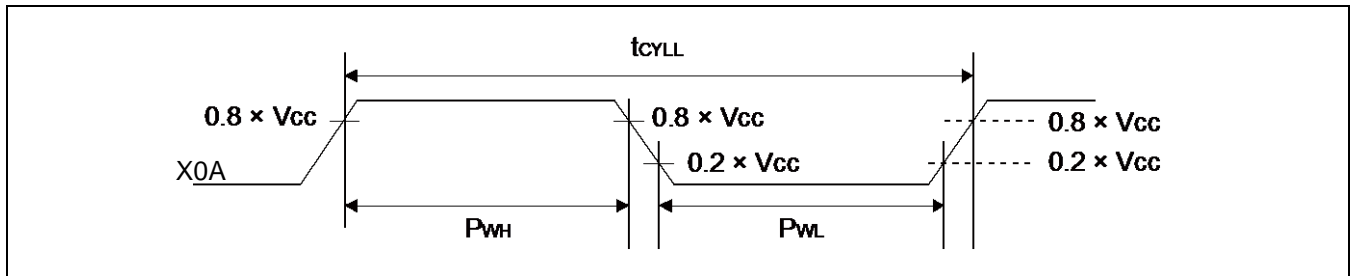 tCYLL
0.8 × Vcc
0.8 × Vcc
0.8 × Vcc
0.2 × Vcc
0.2 × Vcc
X0A
PWH
PWL